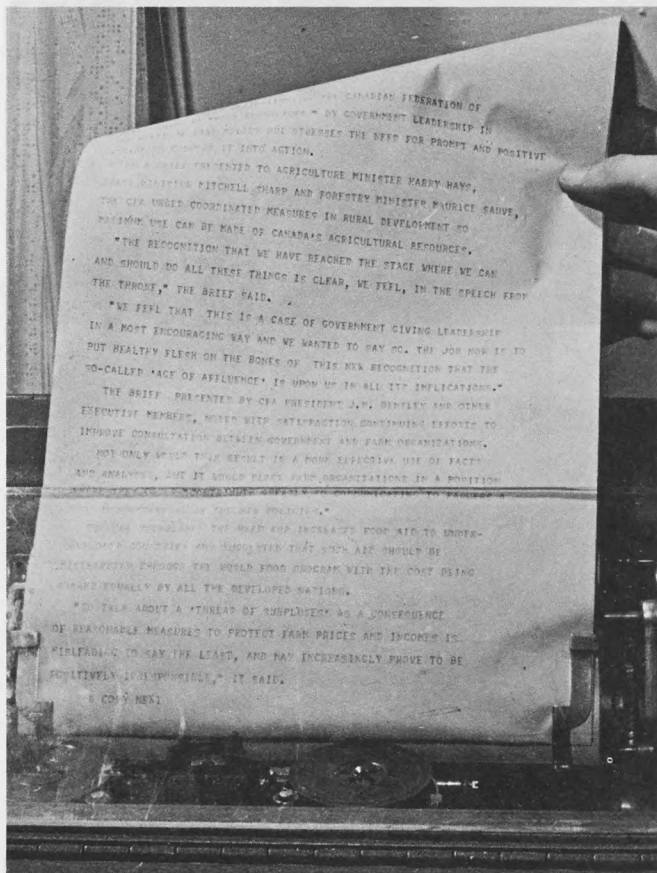 CANADIAN FEDERATION OF
BY GOVERNMENT LEADERSHIP IN
POLICY BUT STRESSES THE NEED FOR PROMPT AND POSITIVE
IT INTO ACTION.
A BRIEF PRESENTED TO AGRICULTURE MINISTER HARRY HAYS,
MINISTER MITCHELL SHARP AND FORESTRY MINISTER MAURICE SAUVE,
THE CFA URGED COORDINATED MEASURES IN RURAL DEVELOPMENT SO
MAXIMUM USE CAN BE MADE OF CANADA'S AGRICULTURAL RESOURCES.
"THE RECOGNITION THAT WE HAVE REACHED THE STAGE WHERE WE CAN
AND SHOULD DO ALL THESE THINGS IS CLEAR, WE FEEL, IN THE SPEECH FROM
THE THRONE," THE BRIEF SAID.
"WE FEEL THAT THIS IS A CASE OF GOVERNMENT GIVING LEADERSHIP
IN A MOST ENCOURAGING WAY AND WE WANTED TO SAY SO. THE JOB NOW IS TO
PUT HEALTHY FLESH ON THE BONES OF THIS NEW RECOGNITION THAT THE
SO-CALLED 'AGE OF AFFLUENCE' IS UPON US IN ALL ITS IMPLICATIONS."
THE BRIEF PRESENTED BY CFA PRESIDENT J.M. BENTLEY AND OTHER
EXECUTIVE MEMBERS, NOTED WITH SATISFACTION CONTINUING EFFORTS TO
IMPROVE CONSULTATION BETWEEN GOVERNMENT AND FARM ORGANIZATIONS.
NOT ONLY WOULD THIS RESULT IN A MORE EFFECTIVE USE OF FACTS
AND ANALYSIS, BUT IT WOULD PLACE FARM ORGANIZATIONS IN A POSITION
POLICIES."
THE NEED FOR INCREASED FOOD AID TO UNDER-
COUNTRIES AND THAT SUCH AID SHOULD BE
THROUGH THE WORLD FOOD PROGRAM WITH THE COST BEING
EQUALLY BY ALL THE DEVELOPED NATIONS.
"TO TALK ABOUT A 'THREAT OF SURPLUSES' AS A CONSEQUENCE
OF REASONABLE MEASURES TO PROTECT FARM PRICES AND INCOMES IS
MISLEADING TO SAY THE LEAST, AND MAY INCREASINGLY PROVE TO BE
POSITIVELY IRRESPONSIBLE," IT SAID.
COPY NEXT